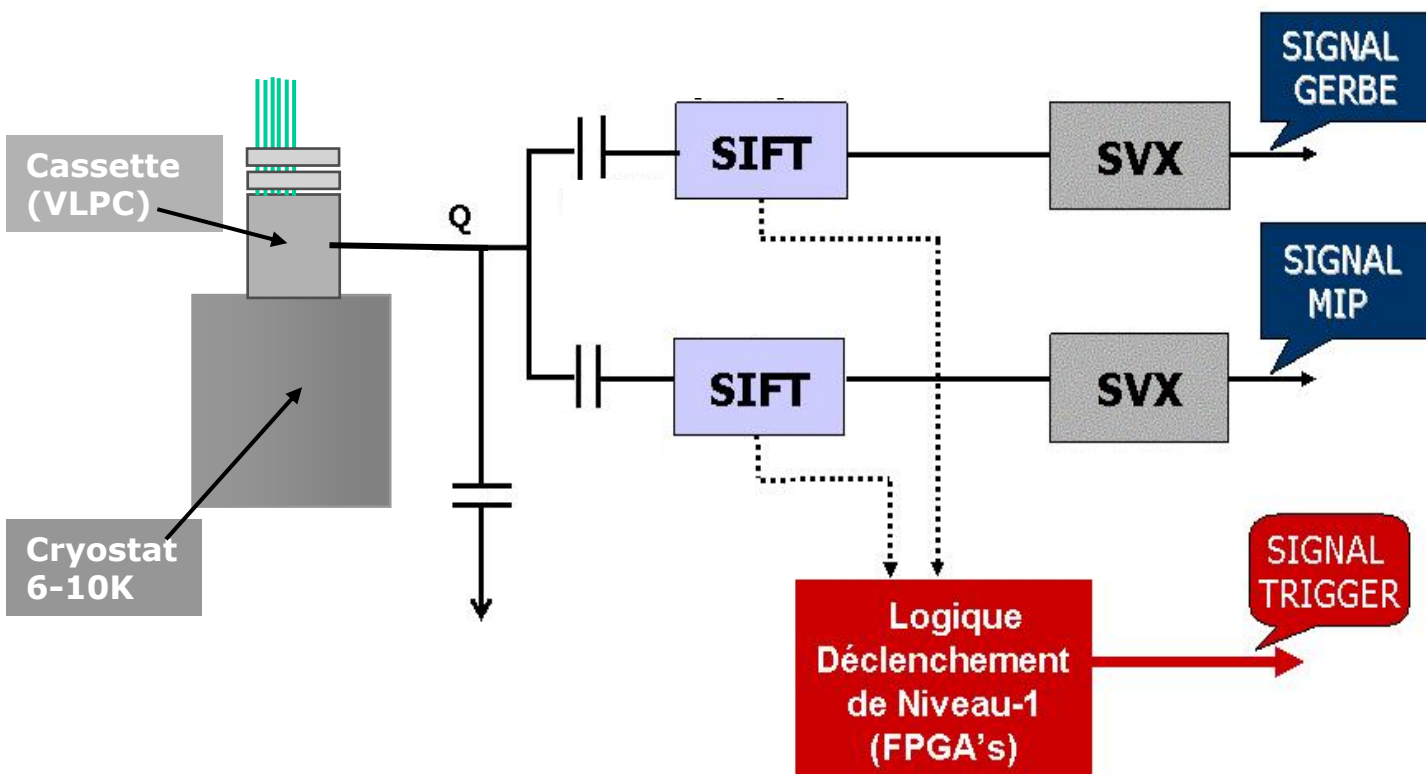 SIGNAL
GERBE
SIFT
SVX
Cassette
(VLPC)
Q
SIGNAL
MIP
SIFT
SVX
Cryostat
6-10K
SIGNAL
TRIGGER
Logique
Déclenchement
de Niveau-1
(FPGA's)